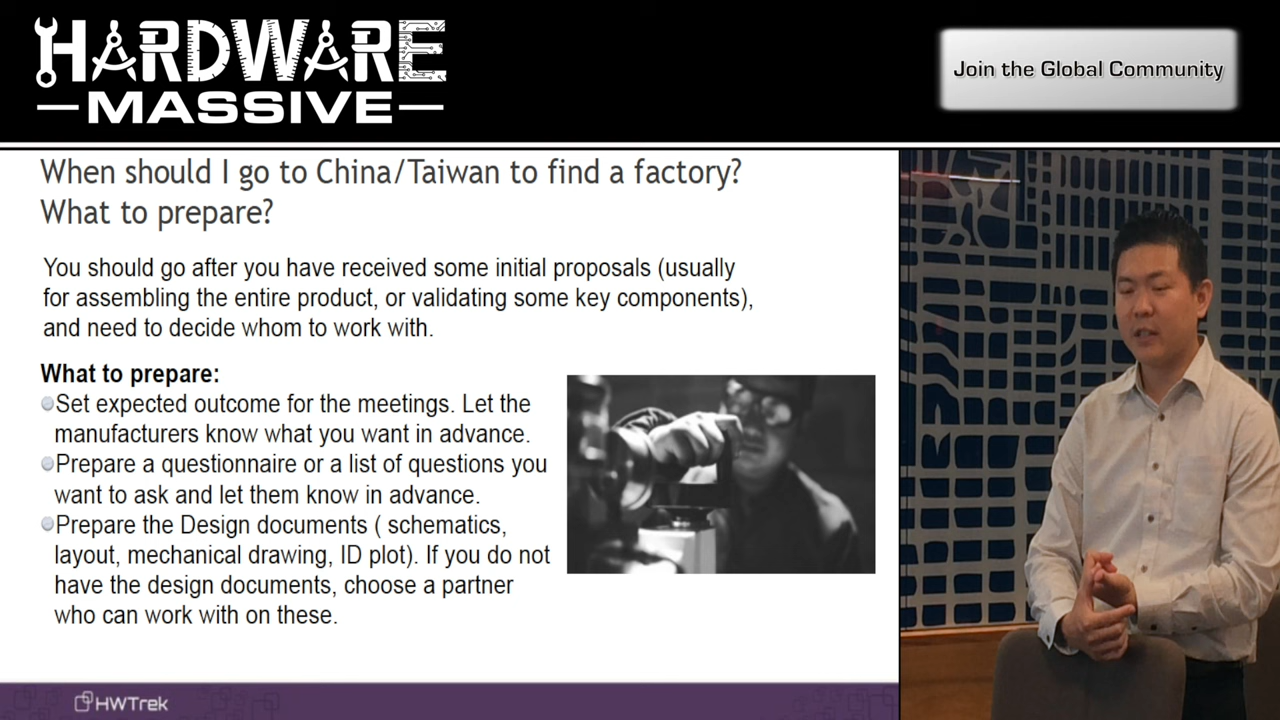 HARDWARE
MASSIVE
Join the Global Community
When should I go to China/Taiwan to find a factory?
What to prepare?
You should go after you have received some initial proposals (usually
for assembling the entire product, or validating some key components),
and need to decide whom to work with.
What to prepare:
Set expected outcome for the meetings. Let the
manufacturers know what you want in advance.
Prepare a questionnaire or a list of questions you
want to ask and let them know in advance.
Prepare the Design documents ( schematics,
layout, mechanical drawing, ID plot). If you do not
have the design documents, choose a partner
who can work with on these.
HWTrek